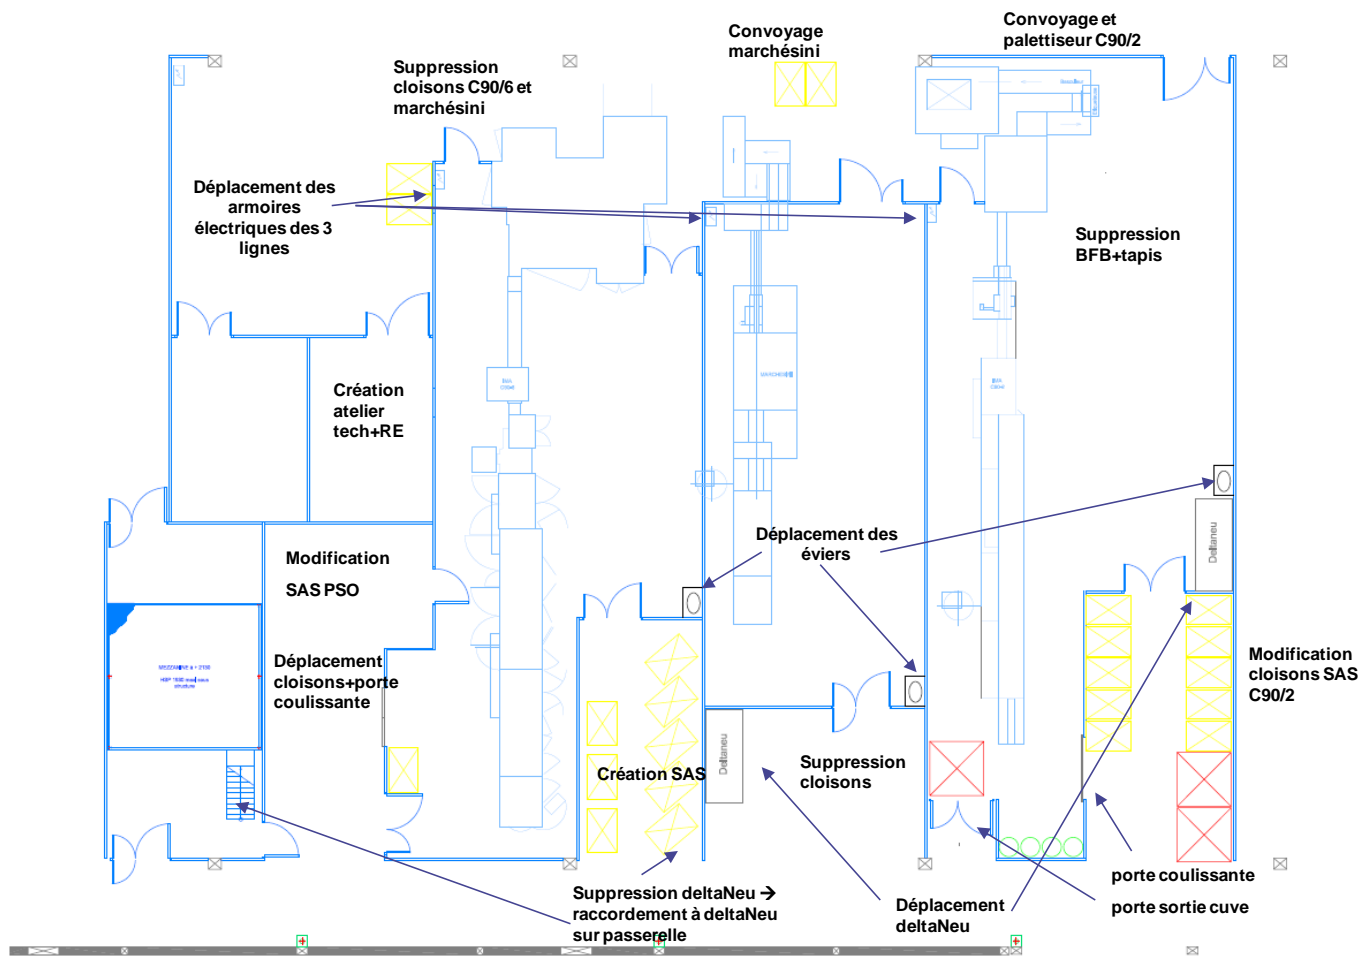 Convoyage et
palettiseur C90/2
Convoyage
marchésini
Suppression
cloisons C90/6 et
marchésini
Déplacement des
armoires
électriques des 3
lignes
Suppression
BFB+tapis
Création
atelier
tech+RE
Déplacement des
éviers
Deltaneu
Modification
SAS PSO
Déplacement
cloisons+porte
coulissante
MEZZANINE
structure
Modification
cloisons SAS
C90/2
Création SAS
Deltaneu
Suppression
cloisons
porte coulissante
porte sortie cuve
Suppression deltaNeu →
raccordement à deltaNeu
sur passerelle
Déplacement
deltaNeu